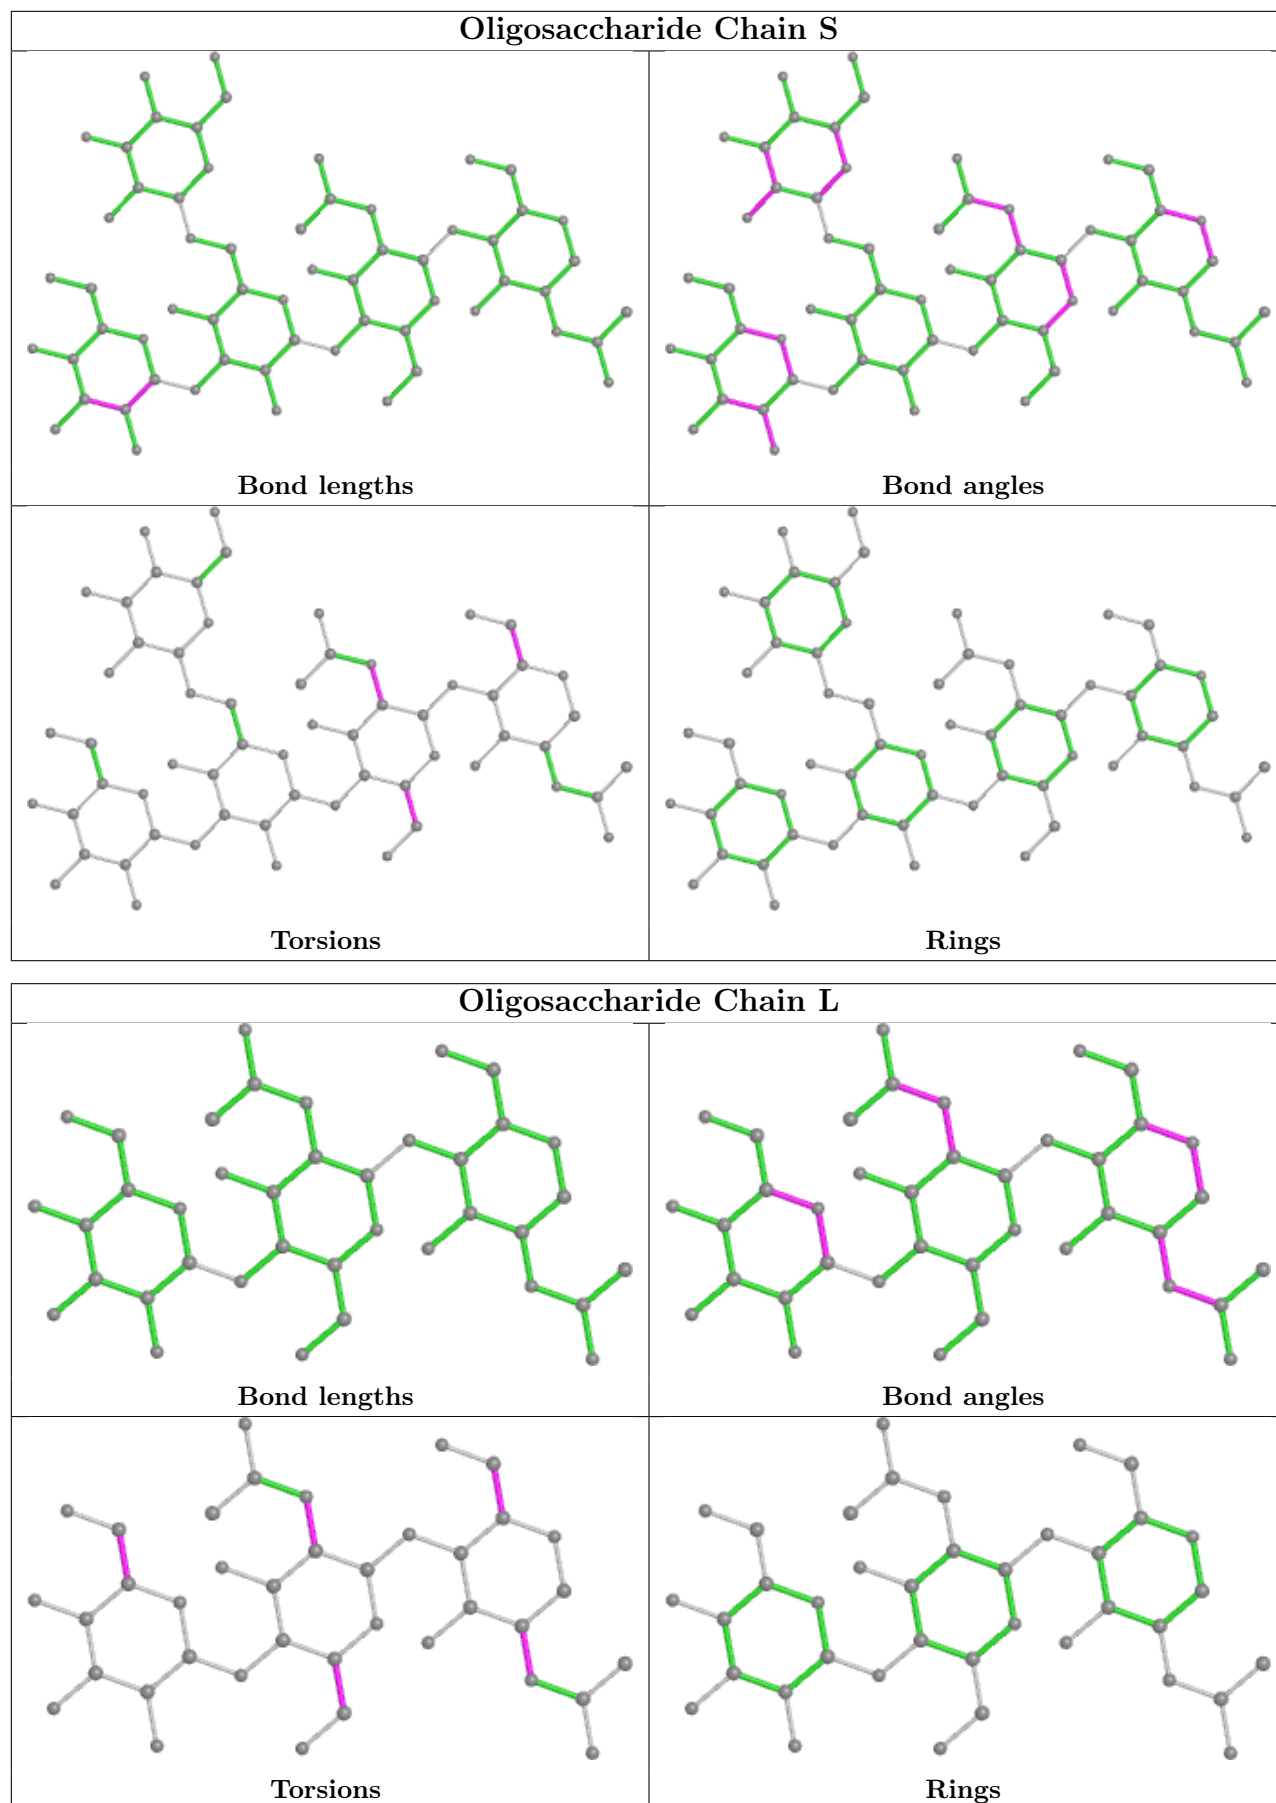 Oligosaccharide Chain S
Bond lengths
Bond angles
Torsions
Rings
Oligosaccharide Chain L
Bond lengths
Bond angles
Torsions
Rings